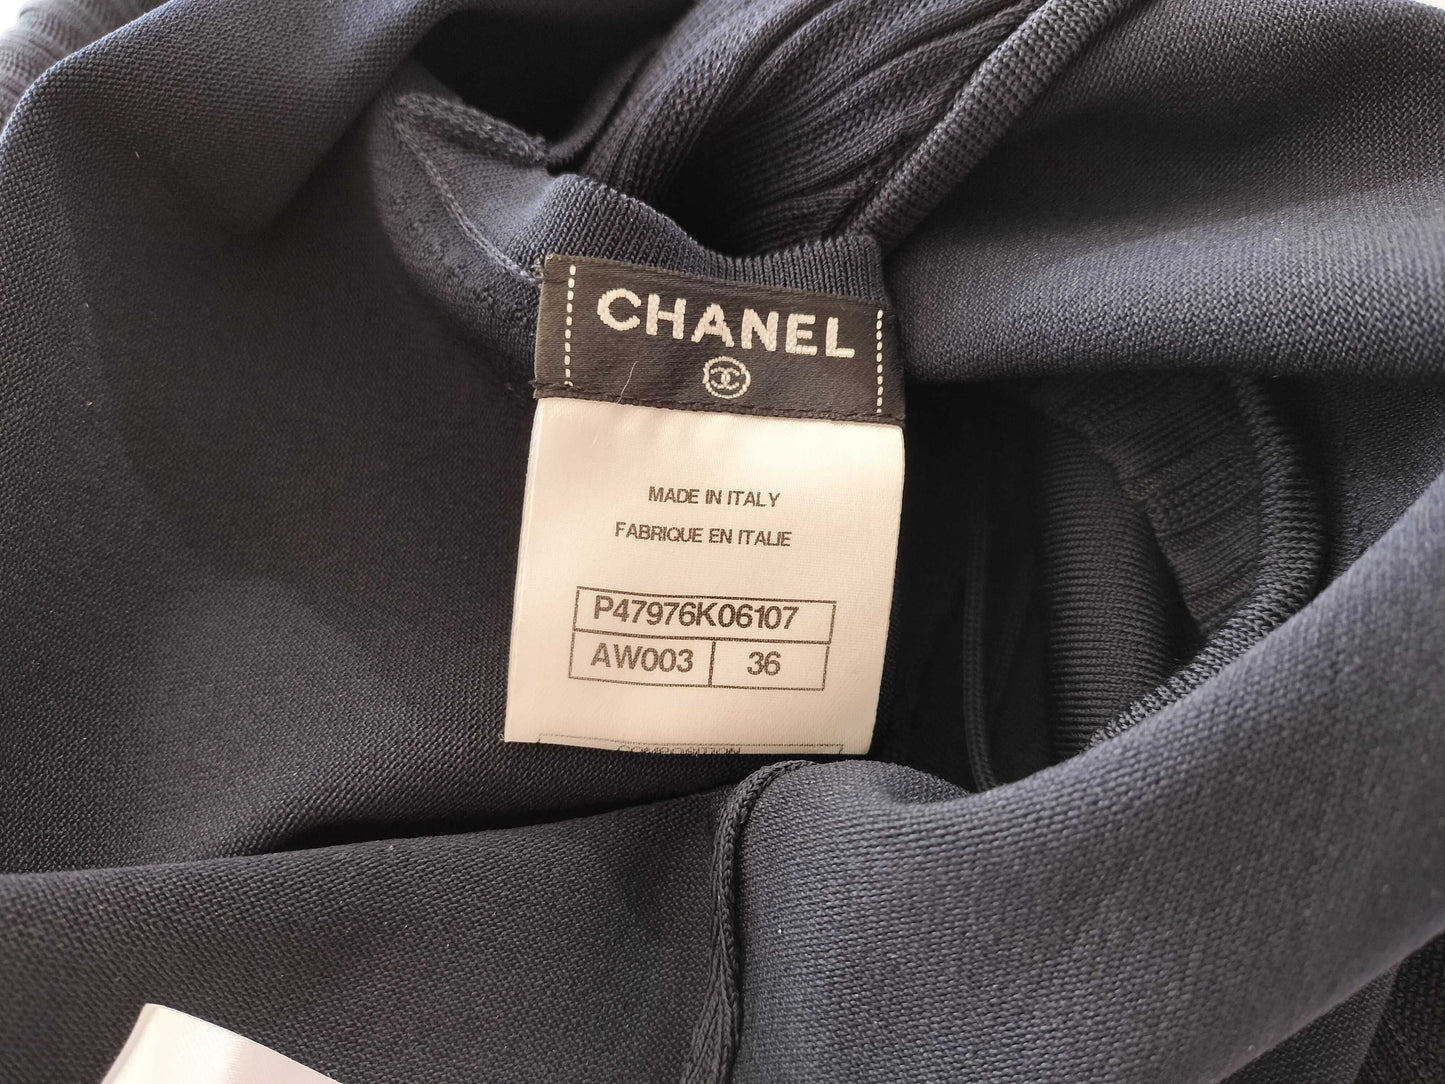 CHANEL
MADE IN ITALY
FABRIQUE EN ITALIE
P47976K06107
AW003 36